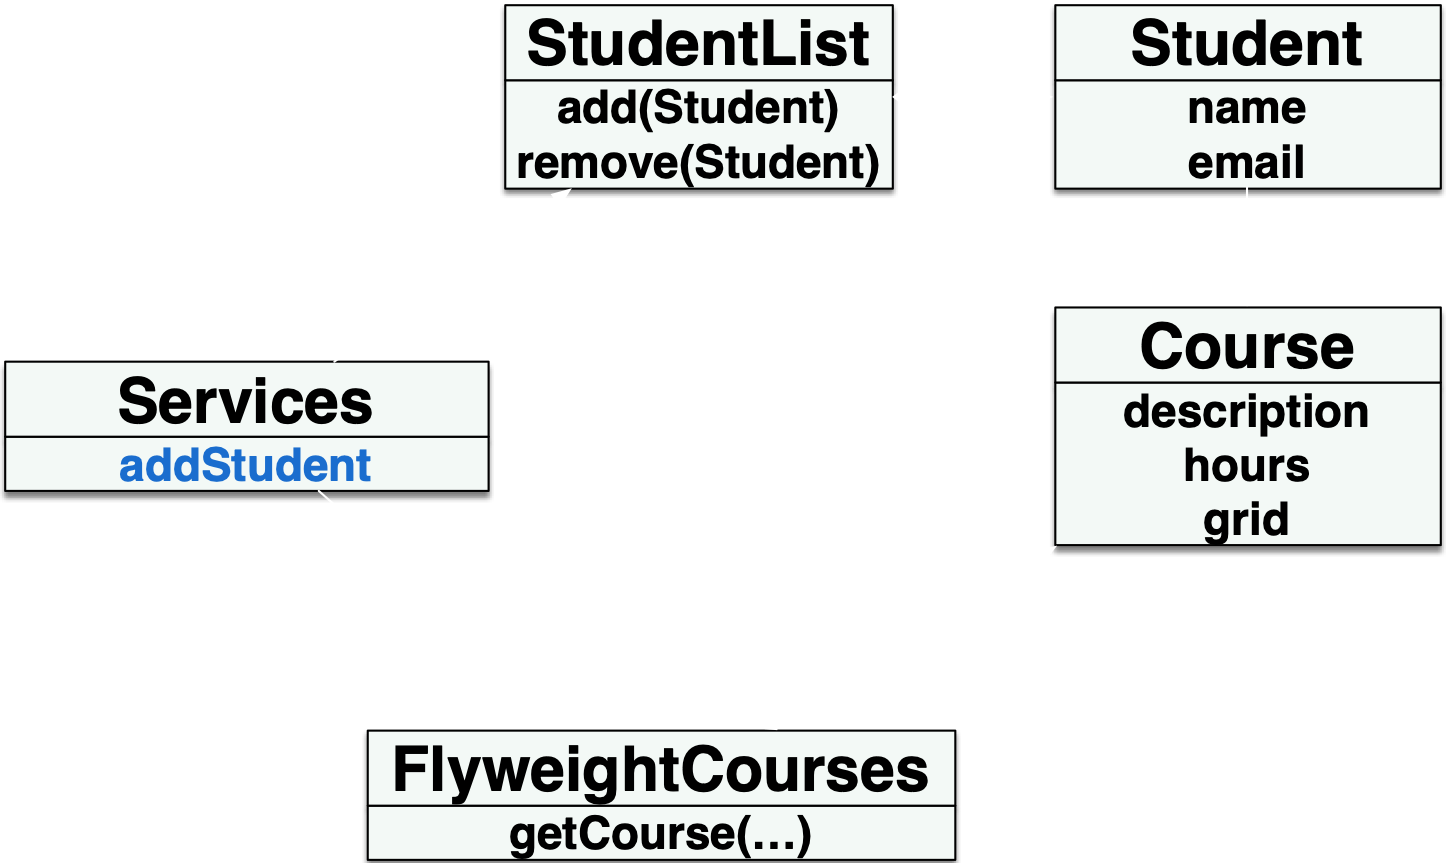 StudentList
add(Student)
remove(Student)
Student
name
email
Services
addStudent
Course
description
hours
grid
FlyweightCourses
getCourse(...)